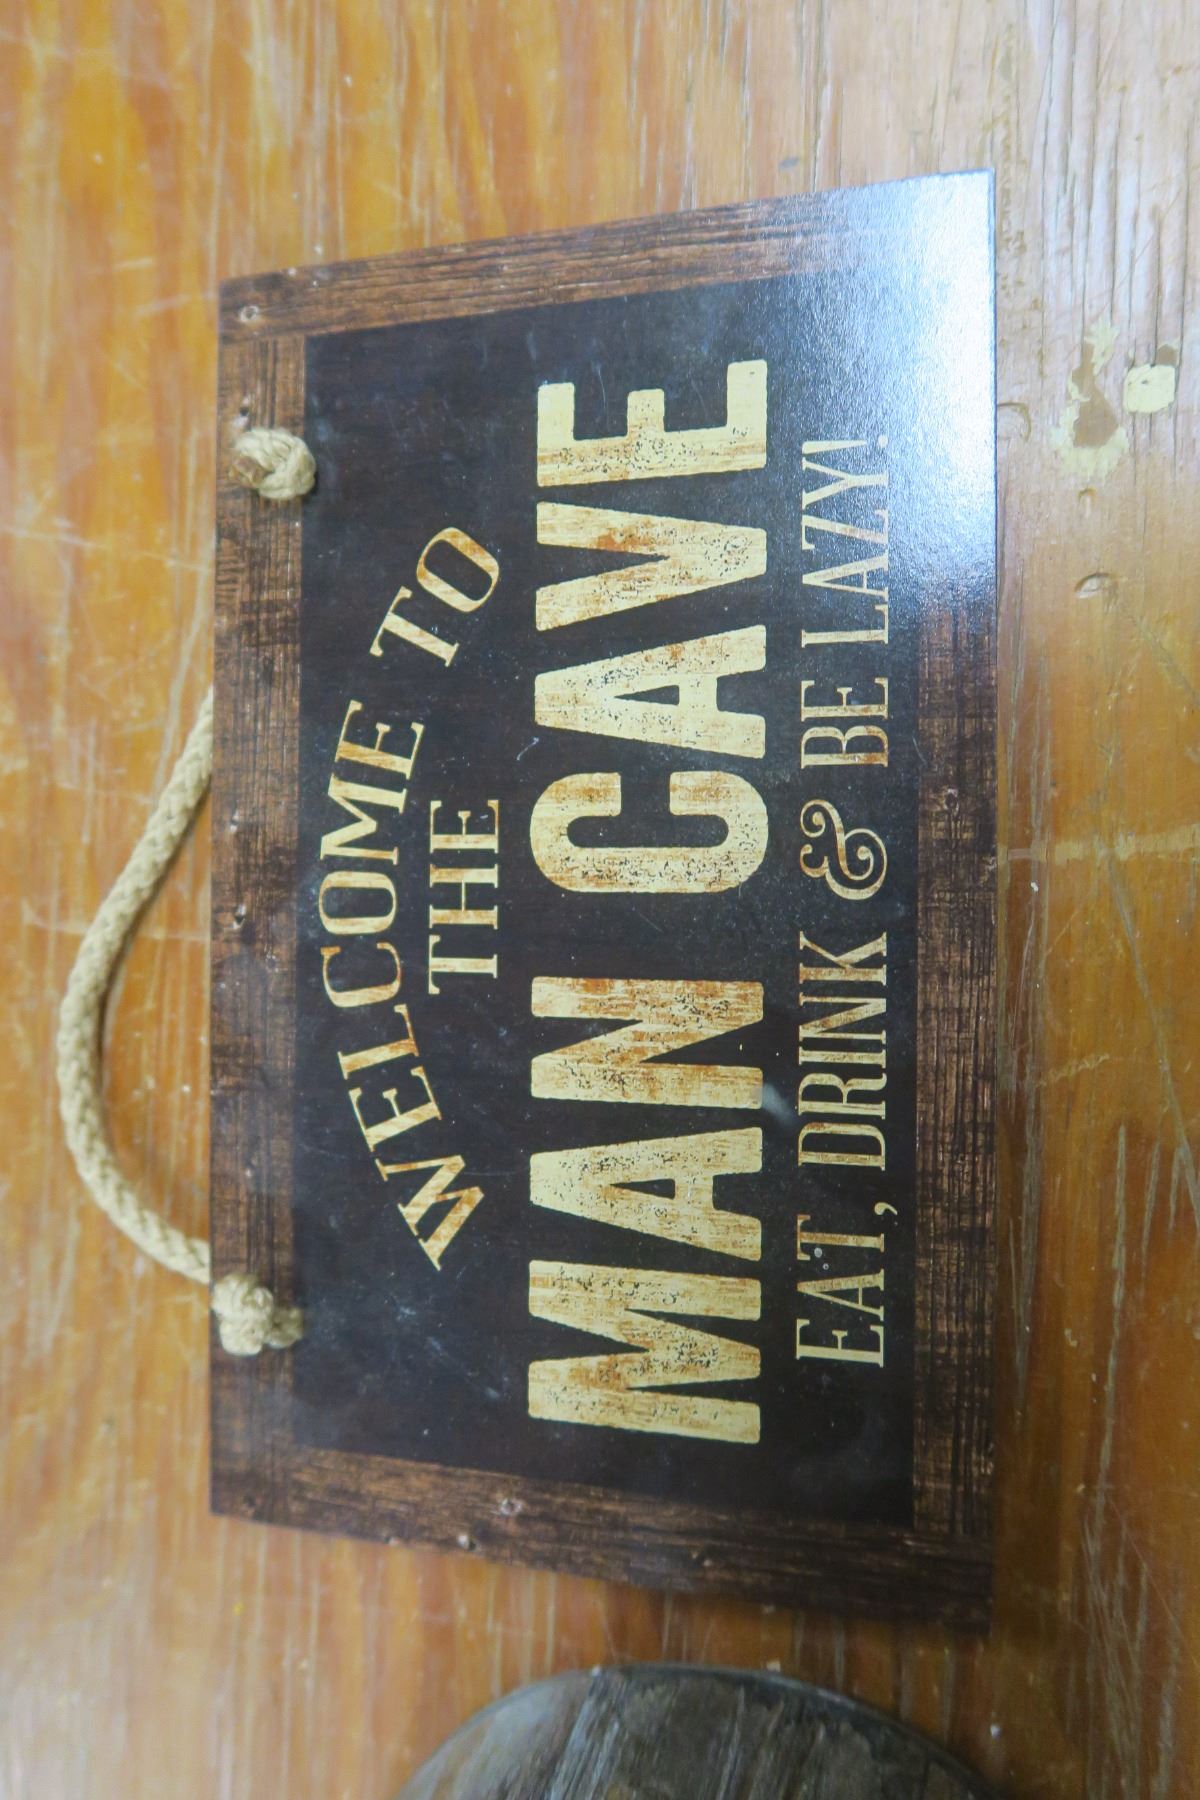 WELCOME TO
THE
MAN CAVE
EAT, DRINK & BE LAZY!